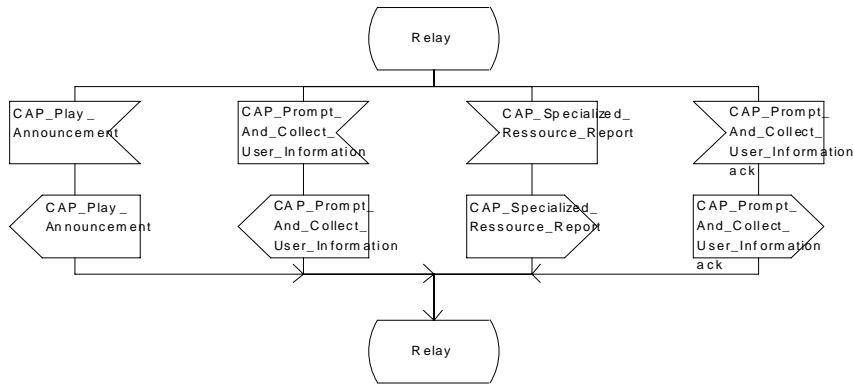 Relay
CAP_Play_
Announcement
CAP_Prompt_
And_Collect_
User_Information
CAP_Specialized_
Ressource_Report
CAP_Prompt_
And_Collect_
User_Information
ack
CAP_Play_
Announcement
CAP_Prompt_
And_Collect_
User_Information
CAP_Specialized_
Ressource_Report
CAP_Prompt_
And_Collect_
User_Information
ack
Relay